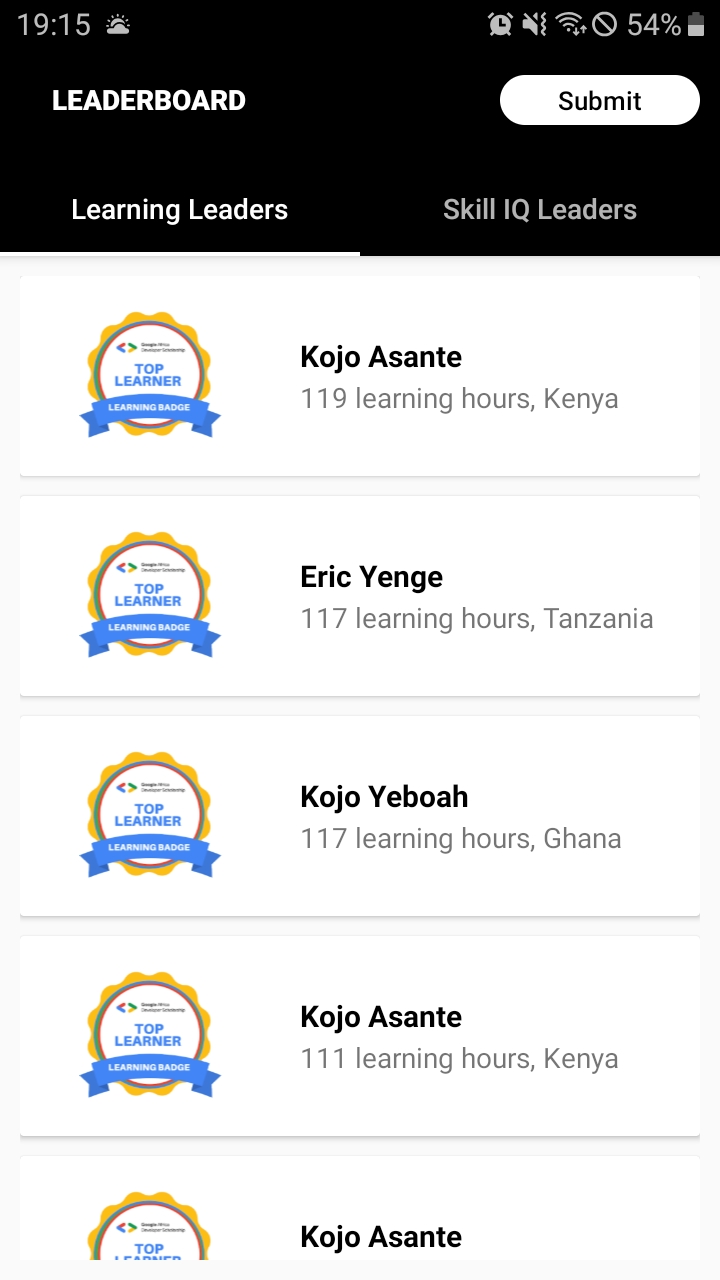 19:15 54%
LEADERBOARD Submit
Learning Leaders Skill IQ Leaders
Google Africa
Developer Scholarship
TOP
LEARNER
LEARNING BADGE
Kojo Asante
119 learning hours, Kenya
Google Africa
Developer Scholarship
TOP
LEARNER
LEARNING BADGE
Eric Yenge
117 learning hours, Tanzania
Google Africa
Developer Scholarship
TOP
LEARNER
LEARNING BADGE
Kojo Yeboah
117 learning hours, Ghana
Google Africa
Developer Scholarship
TOP
LEARNER
LEARNING BADGE
Kojo Asante
111 learning hours, Kenya
Google Africa
Developer Scholarship
TOP
LEARNER
Kojo Asante